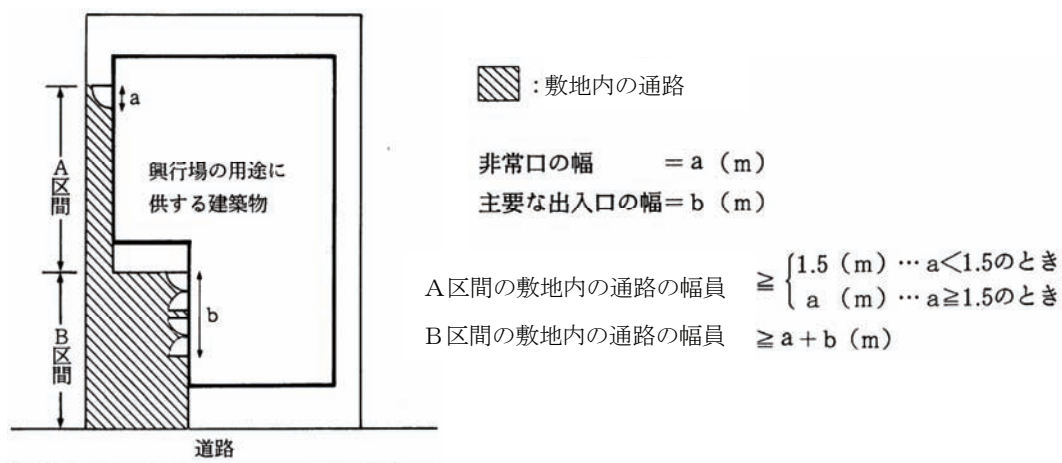 A区間
B区間
a
興行場の用途に
供する建築物
b
道路
：敷地内の通路
非常口の幅　　　＝a（m）
主要な出入口の幅＝b（m）
A区間の敷地内の通路の幅員　≧
1.5（m）…a＜1.5のとき
a（m）…a≧1.5のとき
B区間の敷地内の通路の幅員　≧a＋b（m）